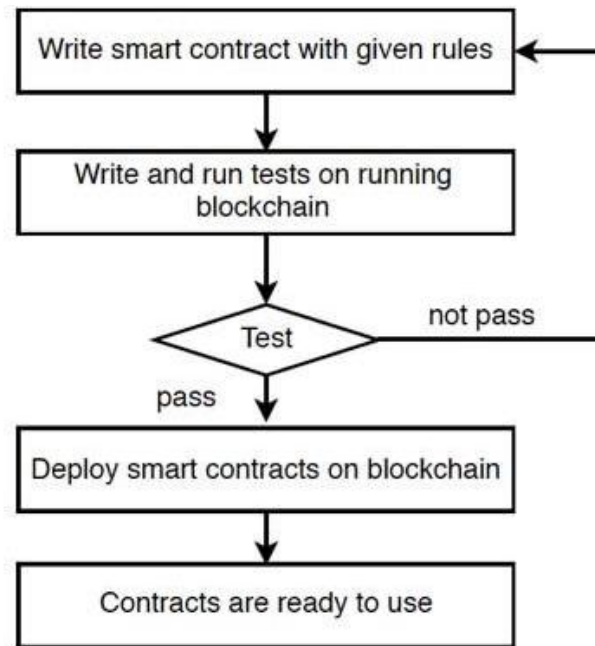 Write smart contract with given rules
Write and run tests on running
blockchain
Test
not pass
pass
Deploy smart contracts on blockchain
Contracts are ready to use